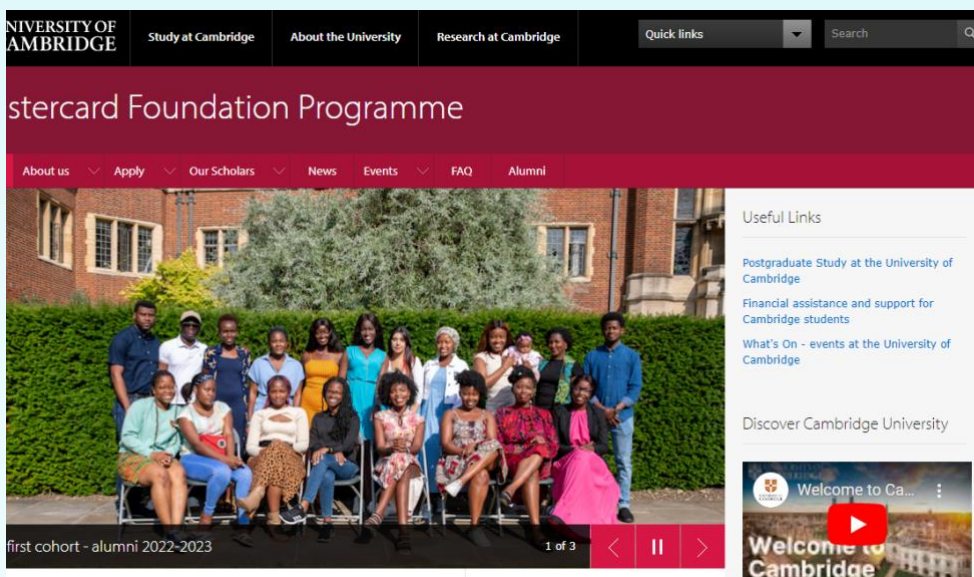 NIVERSITY OF
AMBRIDGE
Study at Cambridge
About the University
Research at Cambridge
Quick links
Search
stercard Foundation Programme
About us
Apply
Our Scholars
News
Events
FAQ
Alumni
Useful Links
Postgraduate Study at the University of
Cambridge
Financial assistance and support for
Cambridge students
What's On - events at the University of
Cambridge
Discover Cambridge University
Welcome to Ca...
Welcome to
Cambridge
first cohort - alumni 2022-2023
1 of 3